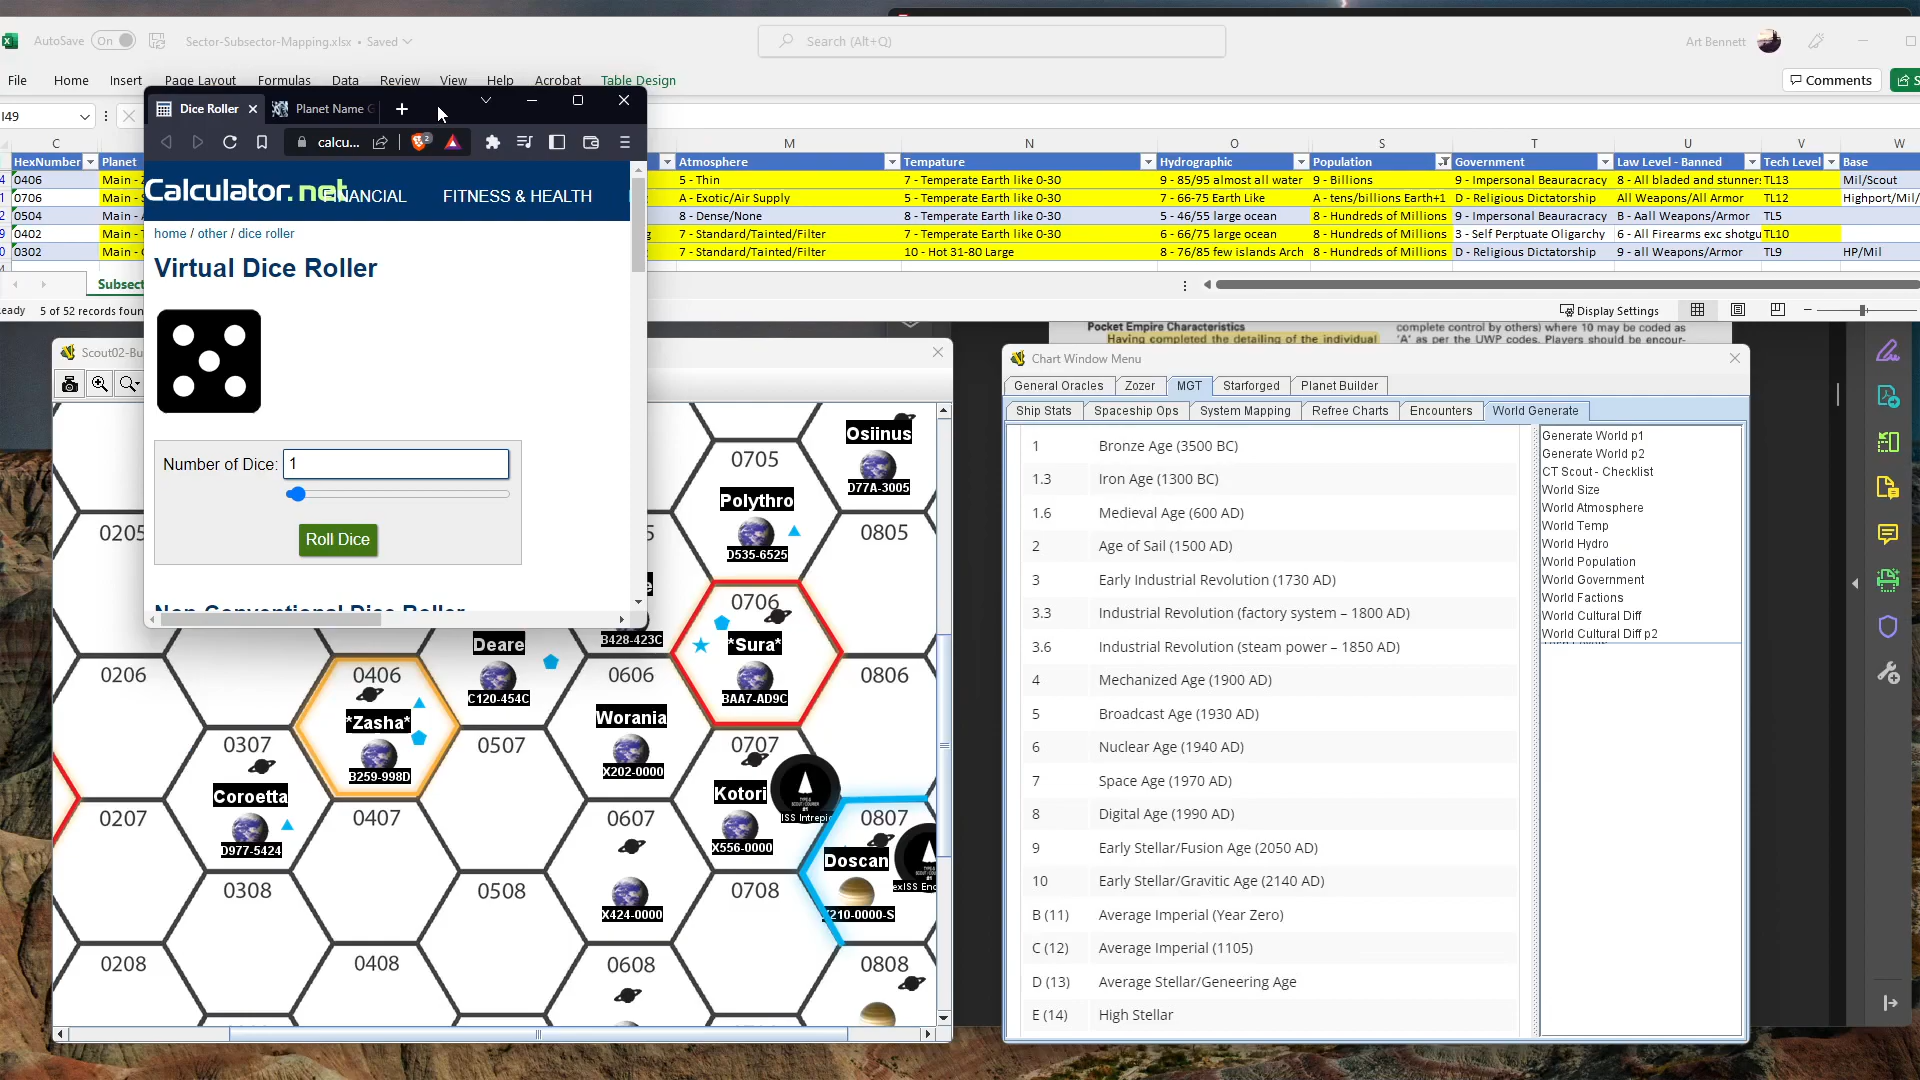 AutoSave On Sector-Subsector-Mapping.xlsx • Saved Search (Alt+Q) Art Bennett
File Home Insert Page Layout Formulas Data Review View Help Acrobat Table Design Comments
I49
Dice Roller Planet Name G
calcu...
C M N O S T U V W
HexNumber Planet Atmosphere Tempature Hydrographic Population Government Law Level - Banned Tech Level Base
0406 Main - 5 - Thin 7 - Temperate Earth like 0-30 9 - 85/95 almost all water 9 - Billions 9 - Impersonal Beauracracy 8 - All bladed and stunners TL13 Mil/Scout
0706 Main - A - Exotic/Air Supply 5 - Temperate Earth like 0-30 7 - 66-75 Earth Like A - tens/billions Earth+1 D - Religious Dictatorship All Weapons/All Armor TL12 Highport/Mil/
0504 Main - 8 - Dense/None 8 - Temperate Earth like 0-30 5 - 46/55 large ocean 8 - Hundreds of Millions 9 - Impersonal Beauracracy B - Aall Weapons/Armor TL5
0402 Main - 7 - Standard/Tainted/Filter 7 - Temperate Earth like 0-30 6 - 66/75 large ocean 8 - Hundreds of Millions 3 - Self Perptuate Oligarchy 6 - All Firearms exc shotgu TL10
0302 Main - 7 - Standard/Tainted/Filter 10 - Hot 31-80 Large 8 - 76/85 few islands Arch 8 - Hundreds of Millions D - Religious Dictatorship 9 - all Weapons/Armor TL9 HP/Mil
Subsect
eady 5 of 52 records foun Display Settings
Calculator.net FINANCIAL FITNESS & HEALTH
home / other / dice roller
Virtual Dice Roller
Number of Dice: 1
Roll Dice
Non-Conventional Dice Roller
Pocket Empire Characteristics
Having completed the detailing of the individual
complete control by others) where 10 may be coded as
'A' as per the UWP codes. Players should be encour-
Scout02-Bu
Osiinus
D77A-3005
0705
Polythro
D535-6525
0205
0805
0706
*Sura*
BAA7-AD9C
B428-423C
Deare
C120-454C
0206
0406
*Zasha*
B259-998D
0606
Worania
X202-0000
0806
0307
Coroetta
D977-5424
0507
0707
Kotori
X556-0000
TYPE-S
SCOUT / COURIER
#1
ISS Intrepi
0207
0407
0607
X424-0000
0807
Doscan
210-0000-S
0308
0508
0708
0208
0408
0608
0808
Chart Window Menu
General Oracles Zozer MGT Starforged Planet Builder
Ship Stats Spaceship Ops System Mapping Refree Charts Encounters World Generate
1 Bronze Age (3500 BC)
1.3 Iron Age (1300 BC)
1.6 Medieval Age (600 AD)
2 Age of Sail (1500 AD)
3 Early Industrial Revolution (1730 AD)
3.3 Industrial Revolution (factory system – 1800 AD)
3.6 Industrial Revolution (steam power – 1850 AD)
4 Mechanized Age (1900 AD)
5 Broadcast Age (1930 AD)
6 Nuclear Age (1940 AD)
7 Space Age (1970 AD)
8 Digital Age (1990 AD)
9 Early Stellar/Fusion Age (2050 AD)
10 Early Stellar/Gravitic Age (2140 AD)
B (11) Average Imperial (Year Zero)
C (12) Average Imperial (1105)
D (13) Average Stellar/Geneering Age
E (14) High Stellar
Generate World p1
Generate World p2
CT Scout - Checklist
World Size
World Atmosphere
World Temp
World Hydro
World Population
World Government
World Factions
World Cultural Diff
World Cultural Diff p2